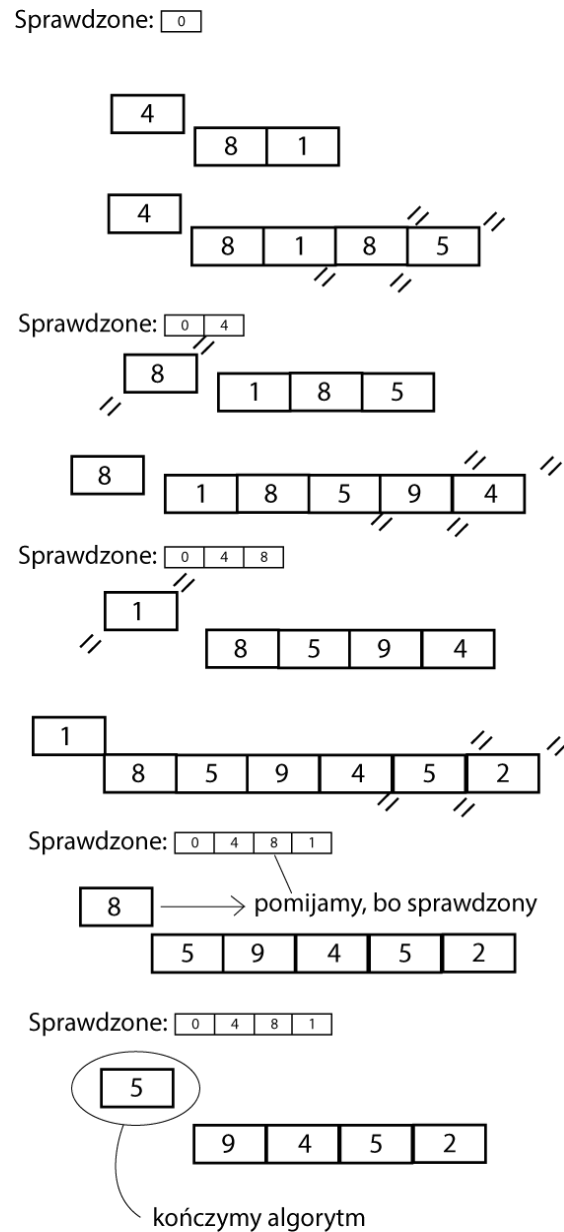 Sprawdzone: 0
4
8 1
4
8 1 8 5
Sprawdzone: 0 4
8
1 8 5
8
1 8 5 9 4
Sprawdzone: 0 4 8
1
8 5 9 4
1
8 5 9 4 5 2
Sprawdzone: 0 4 8 1
8 pomijamy, bo sprawdzony
5 9 4 5 2
Sprawdzone: 0 4 8 1
5
9 4 5 2
kończymy algorytm